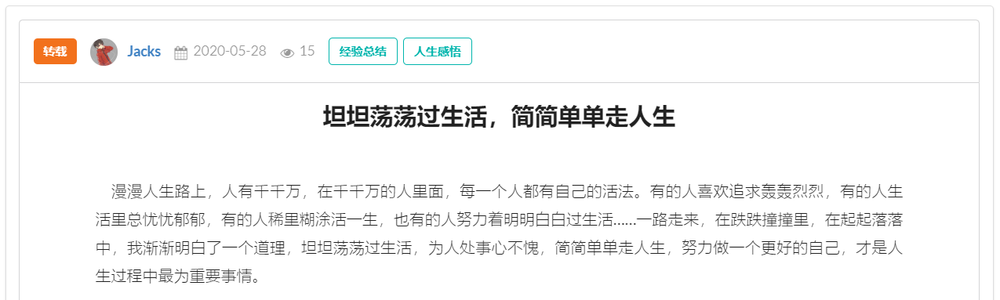 转载 Jacks 2020-05-28 15 经验总结 人生感悟
坦坦荡荡过生活，简简单单走人生
漫漫人生路上，人有千千万，在千千万的人里面，每一个人都有自己的活法。有的人喜欢追求轰轰烈烈，有的人生
活里总忧忧郁郁，有的人稀里糊涂活一生，也有的人努力着明明白白过生活......一路走来，在跌跌撞撞里，在起起落落
中，我渐渐明白了一个道理，坦坦荡荡过生活，为人处事心不愧，简简单单走人生，努力做一个更好的自己，才是人
生过程中最为重要事情。